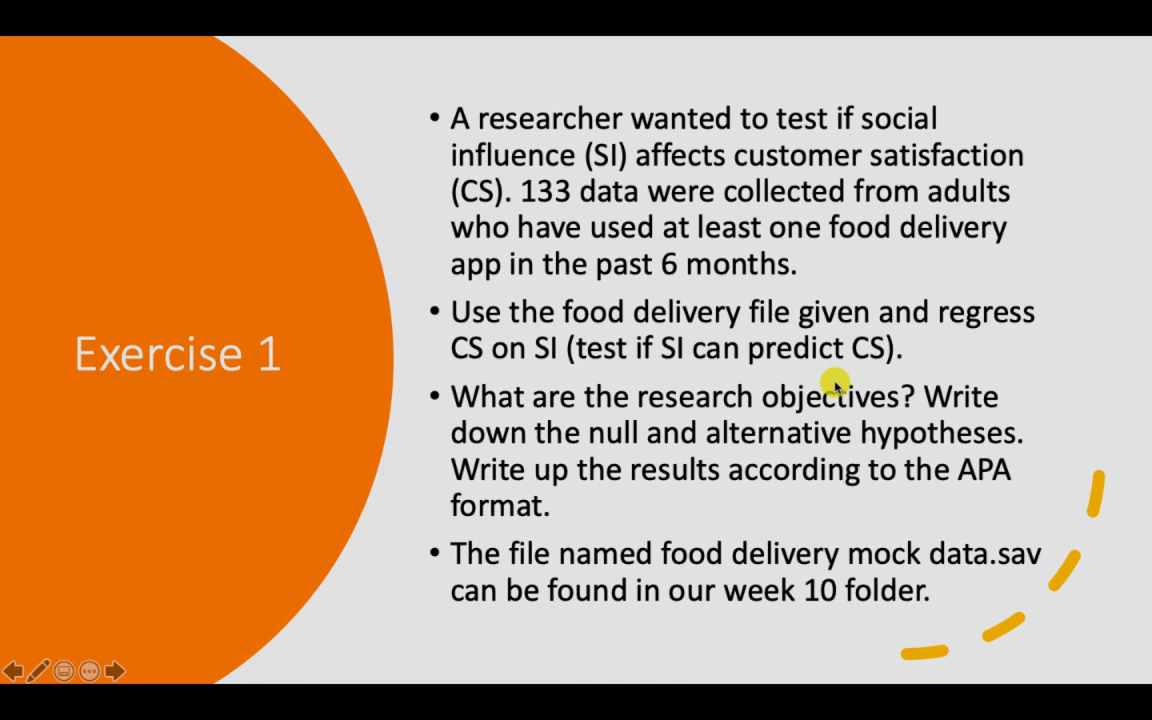 Exercise 1
• A researcher wanted to test if social
influence (SI) affects customer satisfaction
(CS). 133 data were collected from adults
who have used at least one food delivery
app in the past 6 months.
• Use the food delivery file given and regress
CS on SI (test if SI can predict CS).
• What are the research objectives? Write
down the null and alternative hypotheses.
Write up the results according to the APA
format.
• The file named food delivery mock data.sav
can be found in our week 10 folder.